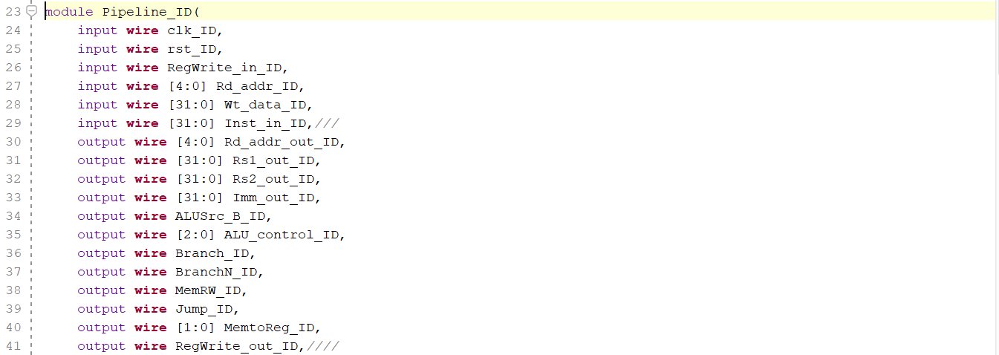 23 module Pipeline_ID(
24 input wire clk_ID,
25 input wire rst_ID,
26 input wire RegWrite_in_ID,
27 input wire [4:0] Rd_addr_ID,
28 input wire [31:0] Wt_data_ID,
29 input wire [31:0] Inst_in_ID,///
30 output wire [4:0] Rd_addr_out_ID,
31 output wire [31:0] Rs1_out_ID,
32 output wire [31:0] Rs2_out_ID,
33 output wire [31:0] Imm_out_ID,
34 output wire ALUSrc_B_ID,
35 output wire [2:0] ALU_control_ID,
36 output wire Branch_ID,
37 output wire BranchN_ID,
38 output wire MemRW_ID,
39 output wire Jump_ID,
40 output wire [1:0] MemtoReg_ID,
41 output wire RegWrite_out_ID,////